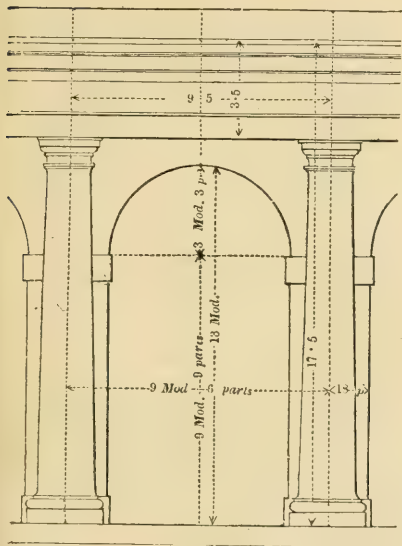 9 5
3·5
3 Mod. 3 p
13 Mod.
9 Mod. 9 parts
17·5
9 Mod 6 parts
18 p